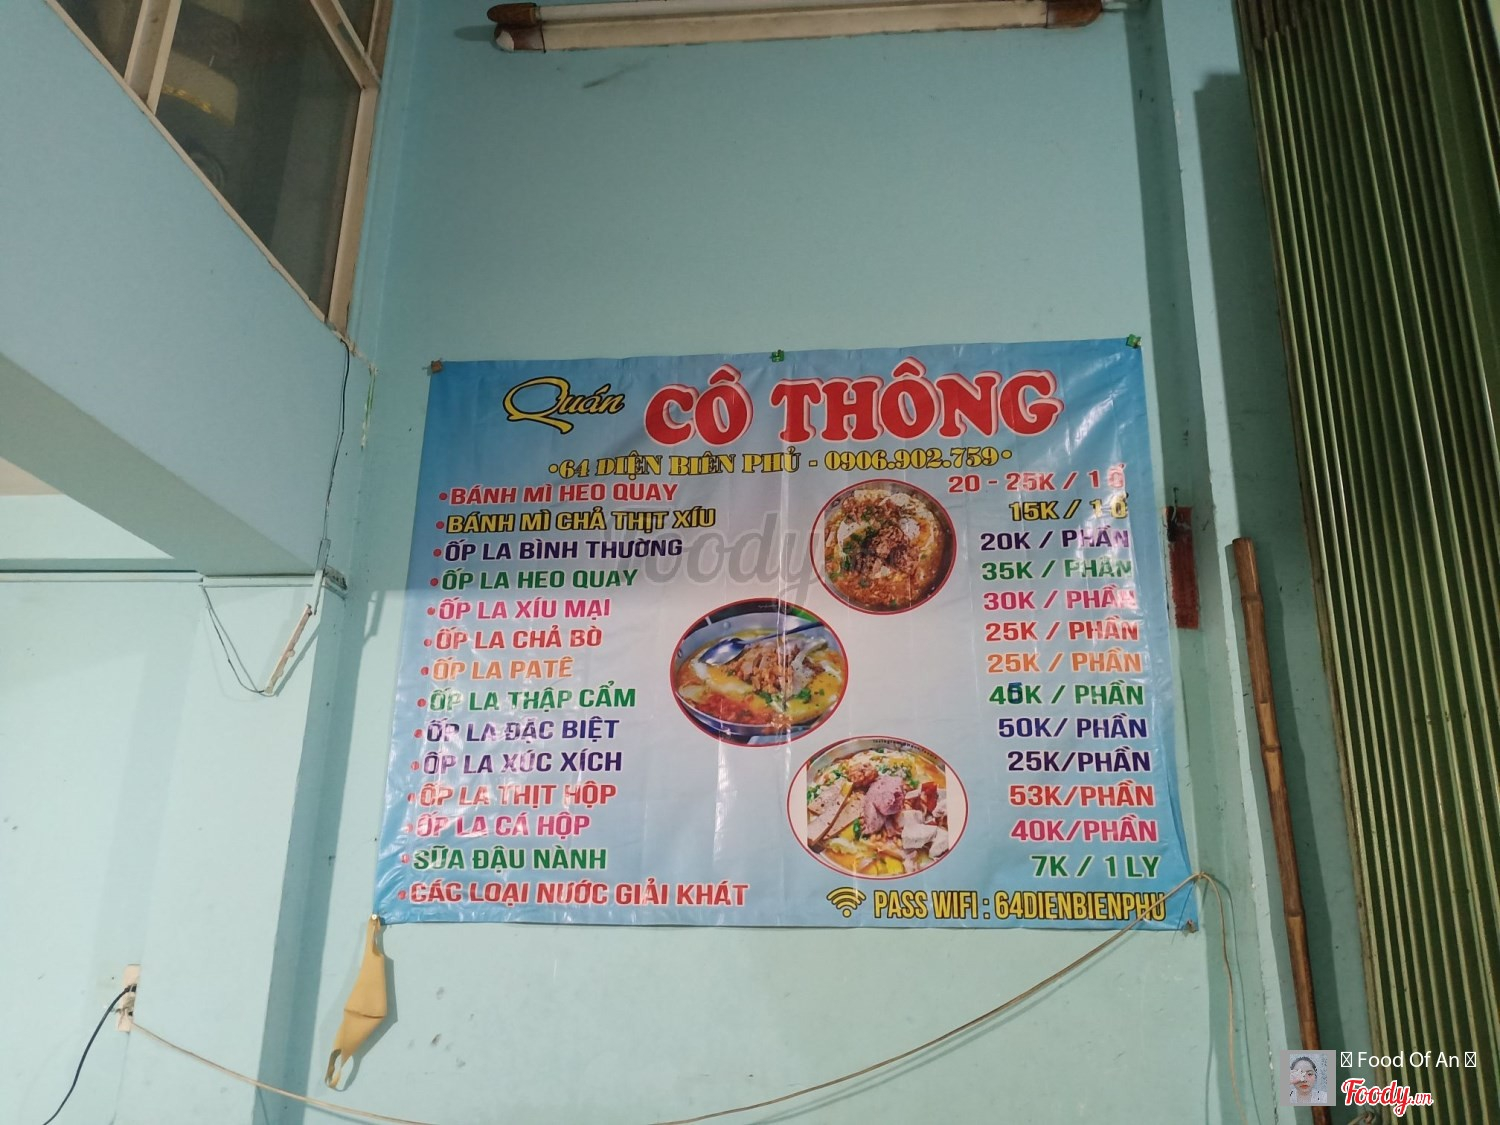 Quán CÔ THÔNG
•64 ĐIỆN BIÊN PHỦ - 0906.902.759•
•BÁNH MÌ HEO QUAY 20 - 25K / 1 Ổ
•BÁNH MÌ CHẢ THỊT XÍU 15K / 1 Ổ
•ỐP LA BÌNH THƯỜNG 20K / PHẦN
•ỐP LA HEO QUAY 35K / PHẦN
•ỐP LA XÍU MẠI 30K / PHẦN
•ỐP LA CHẢ BÒ 25K / PHẦN
•ỐP LA PATÊ 25K / PHẦN
•ỐP LA THẬP CẨM 45K / PHẦN
•ỐP LA ĐẶC BIỆT 50K/ PHẦN
•ỐP LA XÚC XÍCH 25K/PHẦN
•ỐP LA THỊT HỘP 53K/PHẦN
•ỐP LA CÁ HỘP 40K/PHẦN
•SỮA ĐẬU NÀNH 7K / 1 LY
•CÁC LOẠI NƯỚC GIẢI KHÁT
PASS WIFI : 64DIENBIENPHU
Foody
Food Of An
Foody.vn